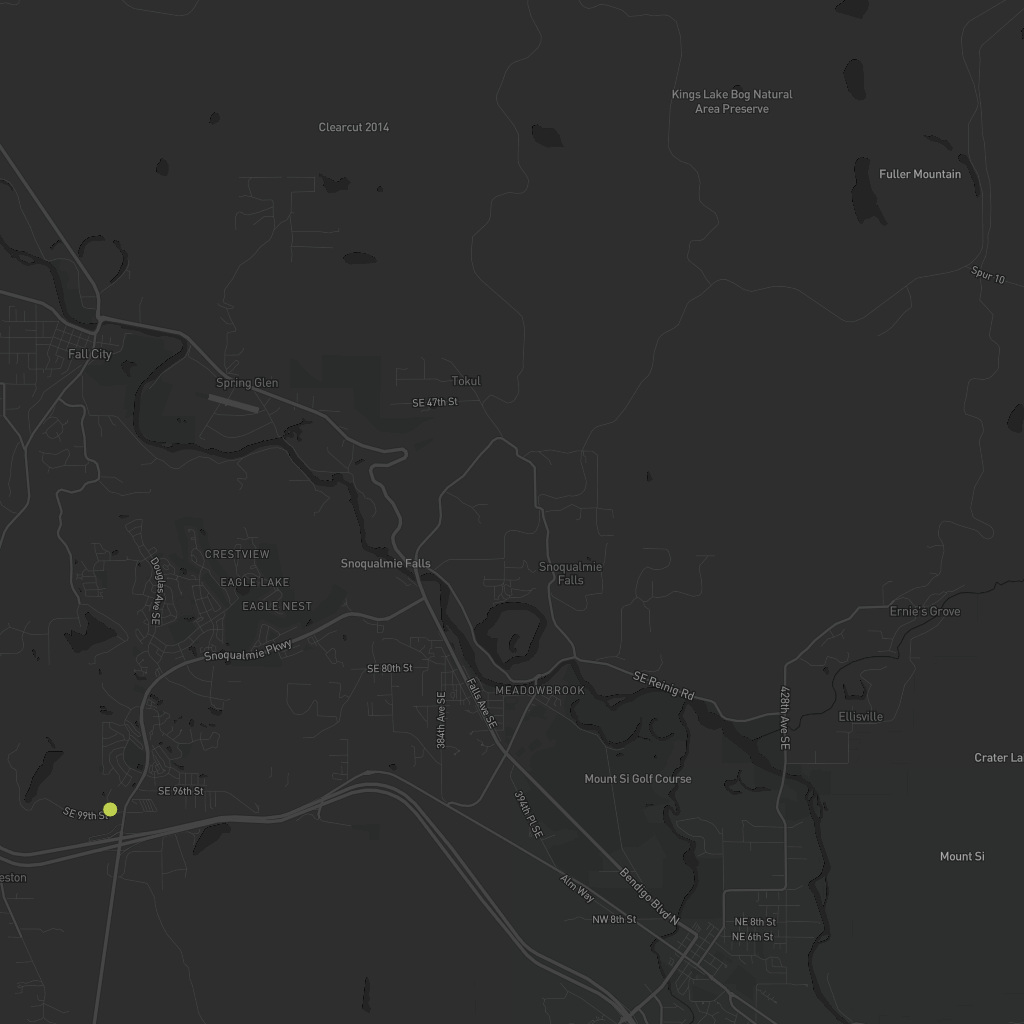 Kings Lake Bog Natural
Area Preserve
Clearcut 2014
Fuller Mountain
Spur 10
Fall City
Spring Glen
Tokul
SE 47th St
CRESTVIEW
Snoqualmie Falls
Snoqualmie
Falls
EAGLE LAKE
Douglas Ave SE
EAGLE NEST
Ernie's Grove
Snoqualmie Pkwy
SE 80th St
SE Reinig Rd
MEADOWBROOK
Falls Ave SE
384th Ave SE
428th Ave SE
Ellisville
Crater La
Mount Si Golf Course
SE 96th St
SE 99th St
394th Pl SE
Mount Si
eston
Alm Way
Bendigo Blvd N
NW 8th St
NE 8th St
NE 6th St